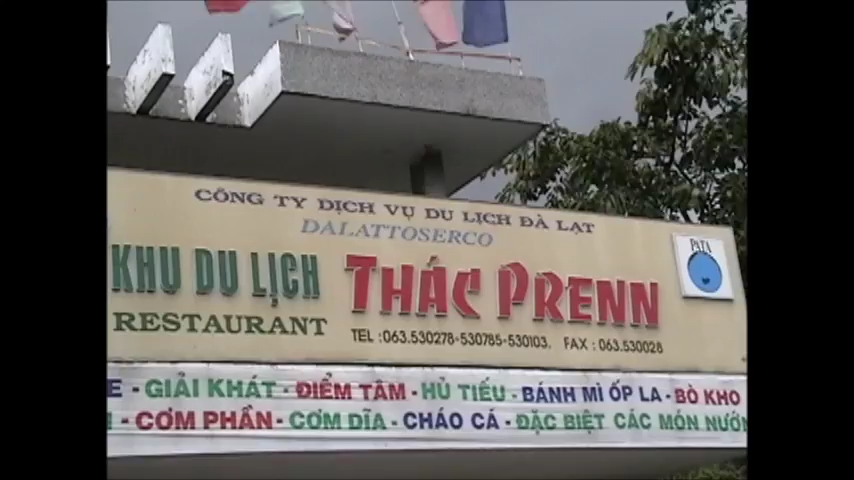 CÔNG TY DỊCH VỤ DU LỊCH ĐÀ LẠT
DALATTOSERCO
PATA
KHU DU LỊCH THÁC PRENN
RESTAURANT
TEL : 063.530278-530785-530103. FAX : 063.530028
- GIẢI KHÁT - ĐIỂM TÂM - HỦ TIẾU - BÁNH MÌ ỐP LA - BÒ KHO
- CƠM PHẦN - CƠM DĨA - CHÁO CÁ - ĐẶC BIỆT CÁC MÓN